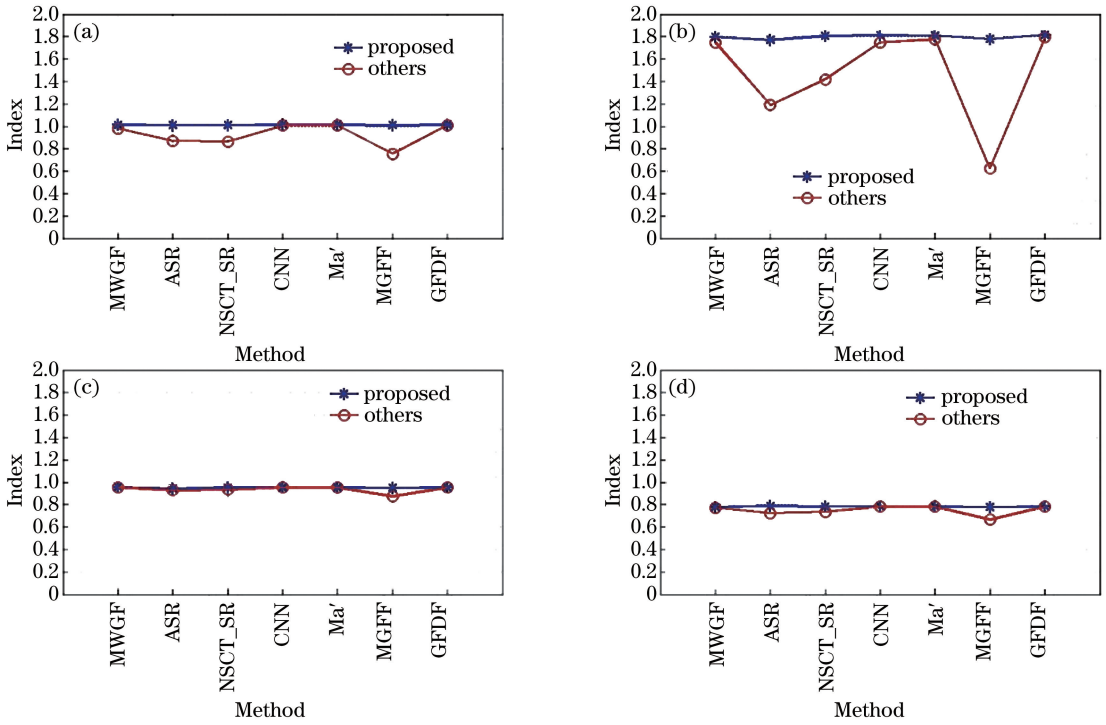 (a)
2.0
1.8
1.6
1.4
1.2
1.0
0.8
0.6
0.4
0.2
0
Index
proposed
others
MWGF
ASR
NSCT_SR
CNN
Ma′
MGFF
GFDF
Method
(b)
2.0
1.8
1.6
1.4
1.2
1.0
0.8
0.6
0.4
0.2
0
Index
proposed
others
MWGF
ASR
NSCT_SR
CNN
Ma′
MGFF
GFDF
Method
(c)
2.0
1.8
1.6
1.4
1.2
1.0
0.8
0.6
0.4
0.2
0
Index
proposed
others
MWGF
ASR
NSCT_SR
CNN
Ma′
MGFF
GFDF
Method
(d)
2.0
1.8
1.6
1.4
1.2
1.0
0.8
0.6
0.4
0.2
0
Index
proposed
others
MWGF
ASR
NSCT_SR
CNN
Ma′
MGFF
GFDF
Method